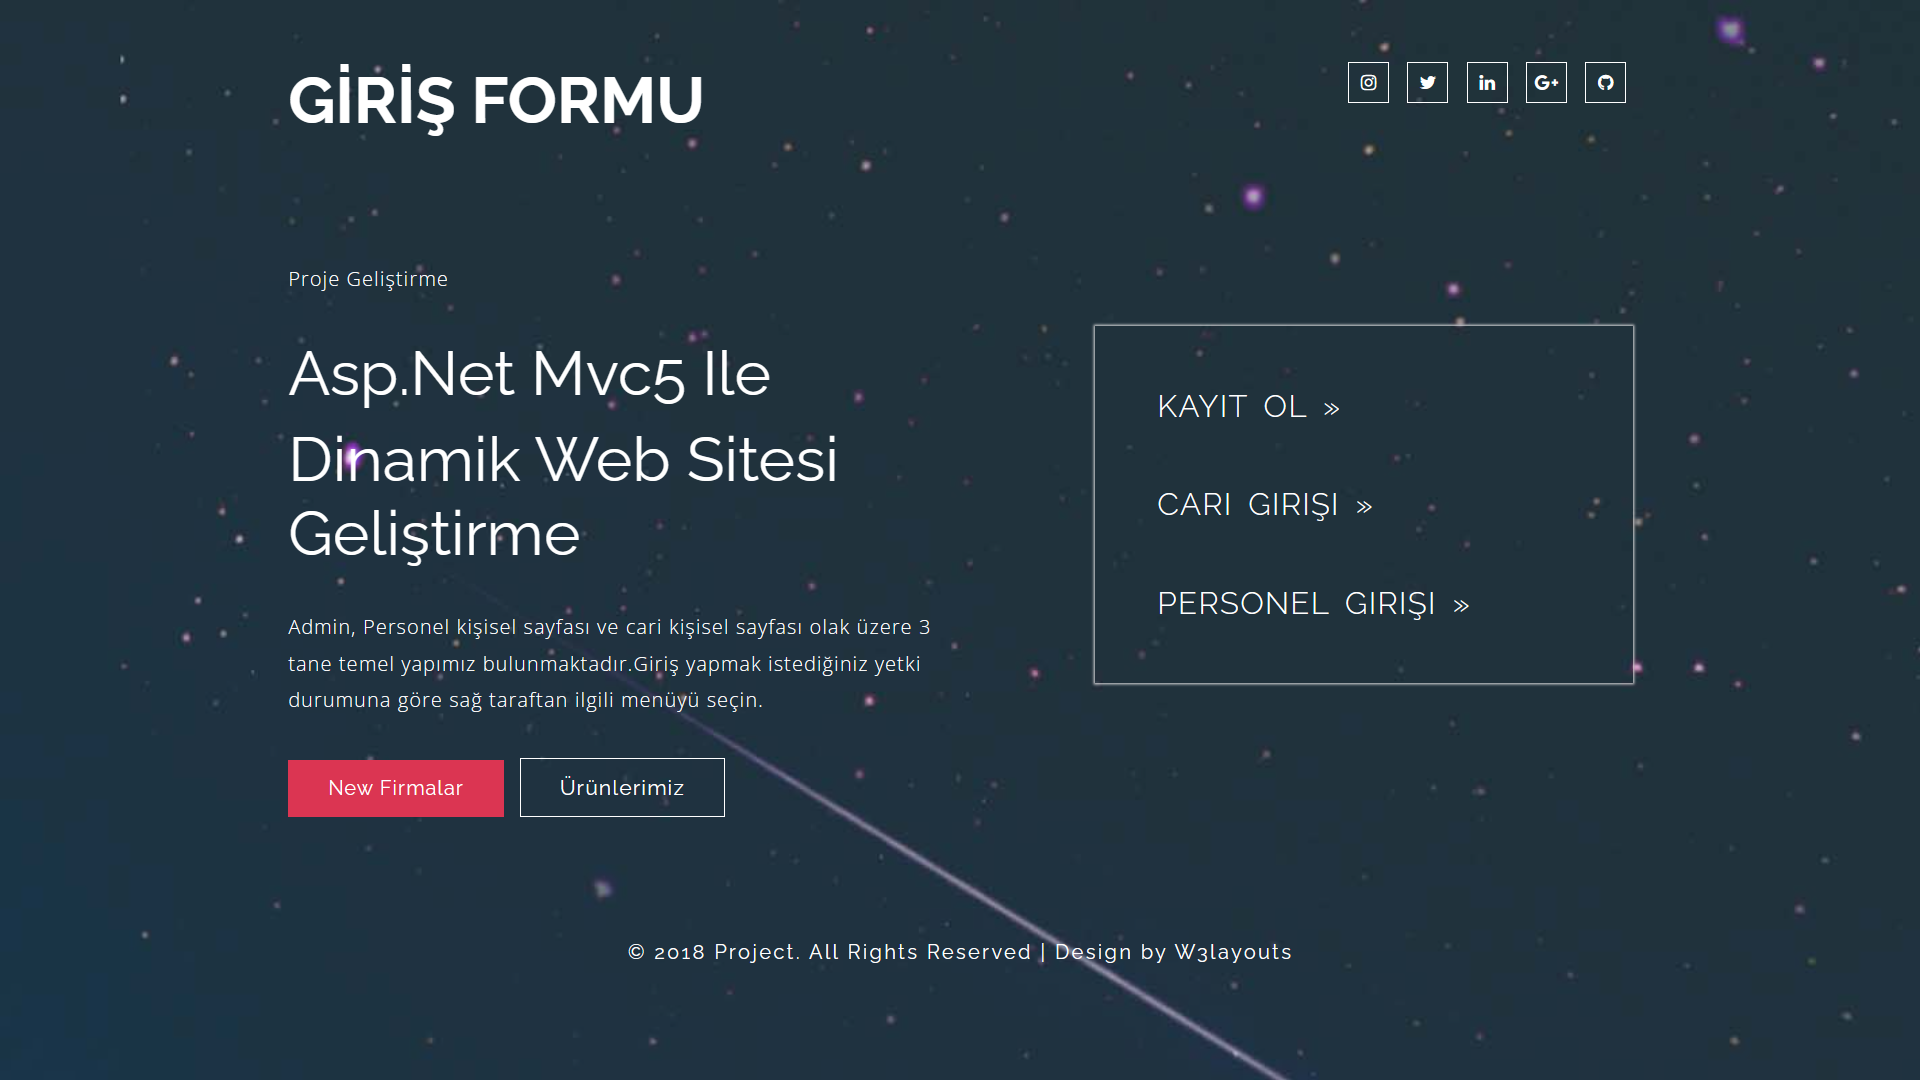 GİRİŞ FORMU
G+
Proje Geliştirme
Asp.Net Mvc5 Ile
Dinamik Web Sitesi
Geliştirme
Admin, Personel kişisel sayfası ve cari kişisel sayfası olak üzere 3
tane temel yapımız bulunmaktadır.Giriş yapmak istediğiniz yetki
durumuna göre sağ taraftan ilgili menüyü seçin.
New Firmalar
Ürünlerimiz
KAYIT OL »
CARI GIRIŞI »
PERSONEL GIRIŞI »
© 2018 Project. All Rights Reserved | Design by W3layouts